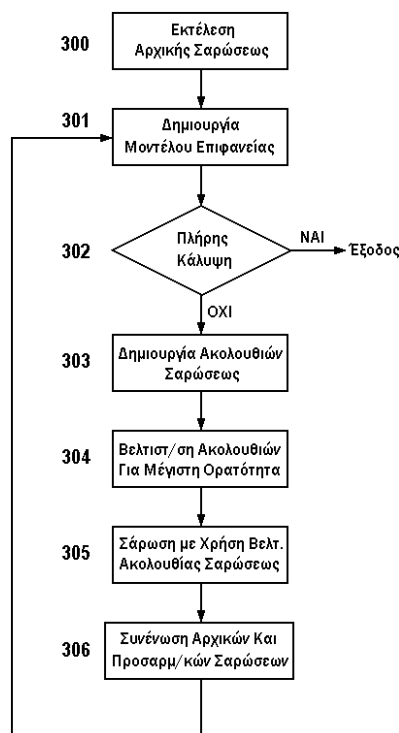 300
Εκτέλεση
Αρχικής Σαρώσεως
301
Δημιουργία
Μοντέλου Επιφανείας
302
Πλήρης
Κάλυψη
ΝΑΙ
Έξοδος
ΟΧΙ
303
Δημιουργία Ακολουθιών
Σαρώσεως
304
Βελτιστ/ση Ακολουθιών
Για Μέγιστη Ορατότητα
305
Σάρωση με Χρήση Βελτ.
Ακολουθίας Σαρώσεως
306
Συνένωση Αρχικών Και
Προσαρμ/κών Σαρώσεων